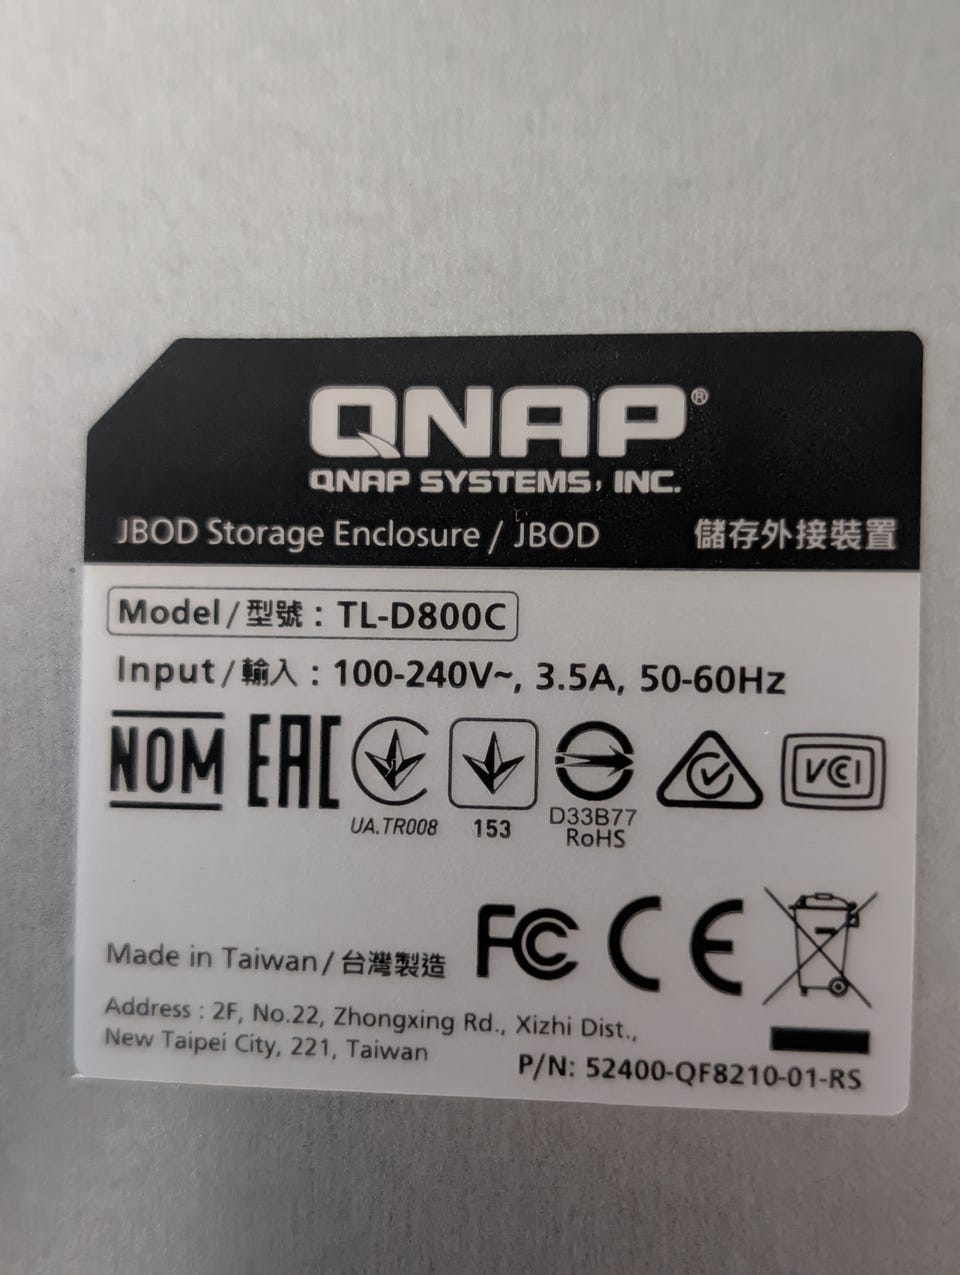 QNAP®
QNAP SYSTEMS, INC.
JBOD Storage Enclosure / JBOD 儲存外接裝置
Model / 型號 : TL-D800C
Input / 輸入 : 100-240V~, 3.5A, 50-60Hz
NOM EAC VCCI
UA.TR008 153 D33B77
RoHS
FC CE
Made in Taiwan / 台灣製造
Address : 2F, No.22, Zhongxing Rd., Xizhi Dist.,
New Taipei City, 221, Taiwan
P/N: 52400-QF8210-01-RS